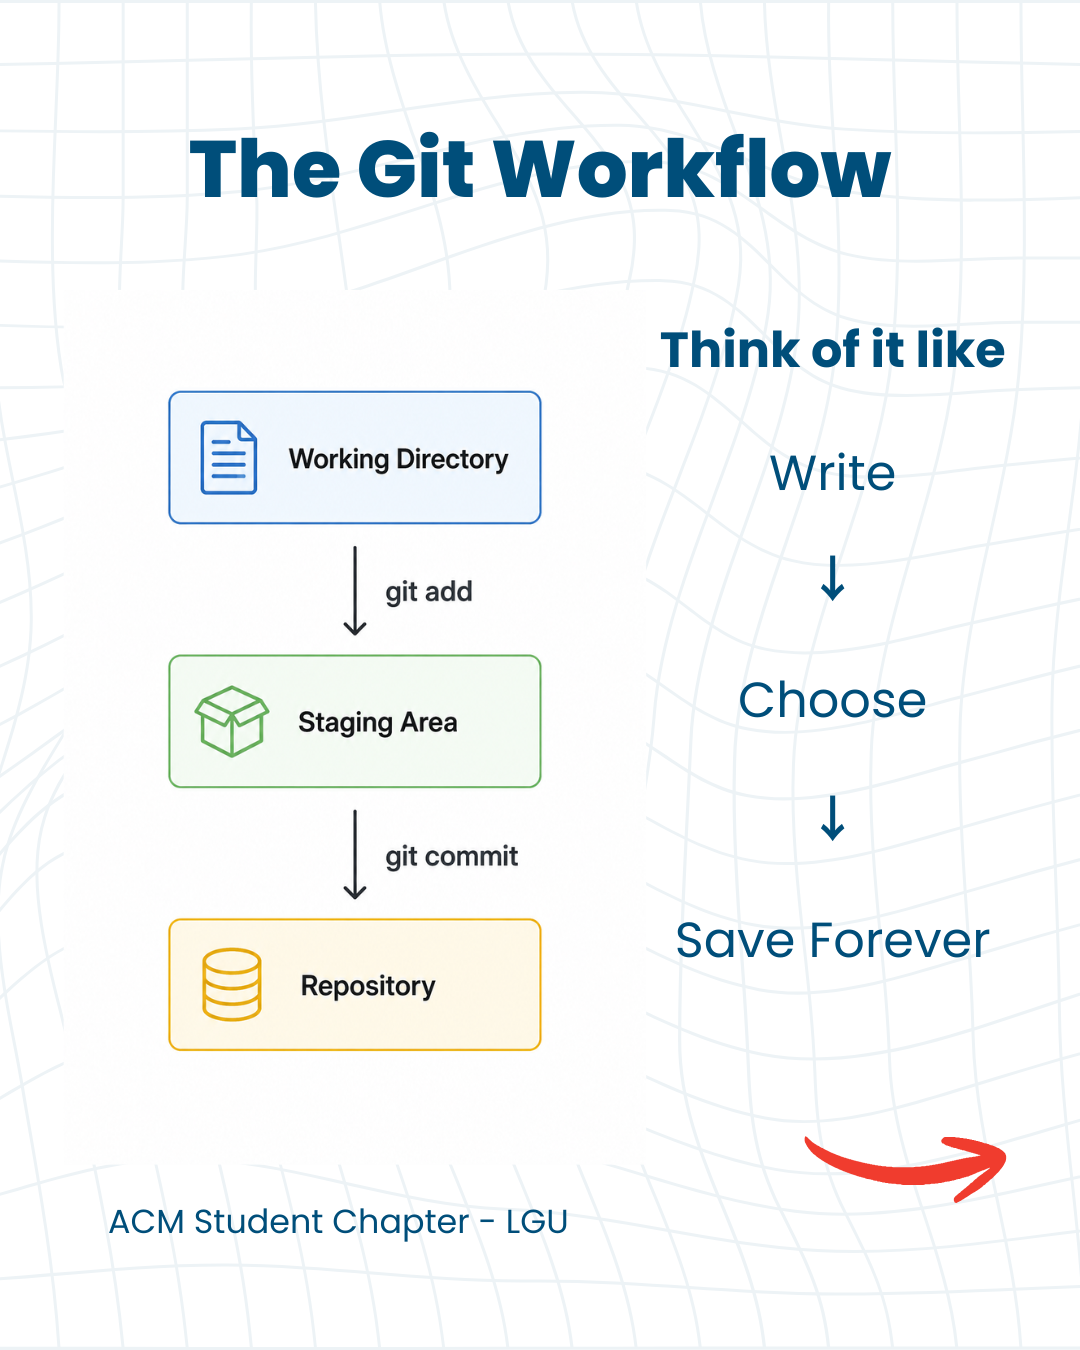 The Git Workflow
Think of it like
Working Directory
Write
git add
↓
Staging Area
Choose
git commit
↓
Repository
Save Forever
ACM Student Chapter - LGU